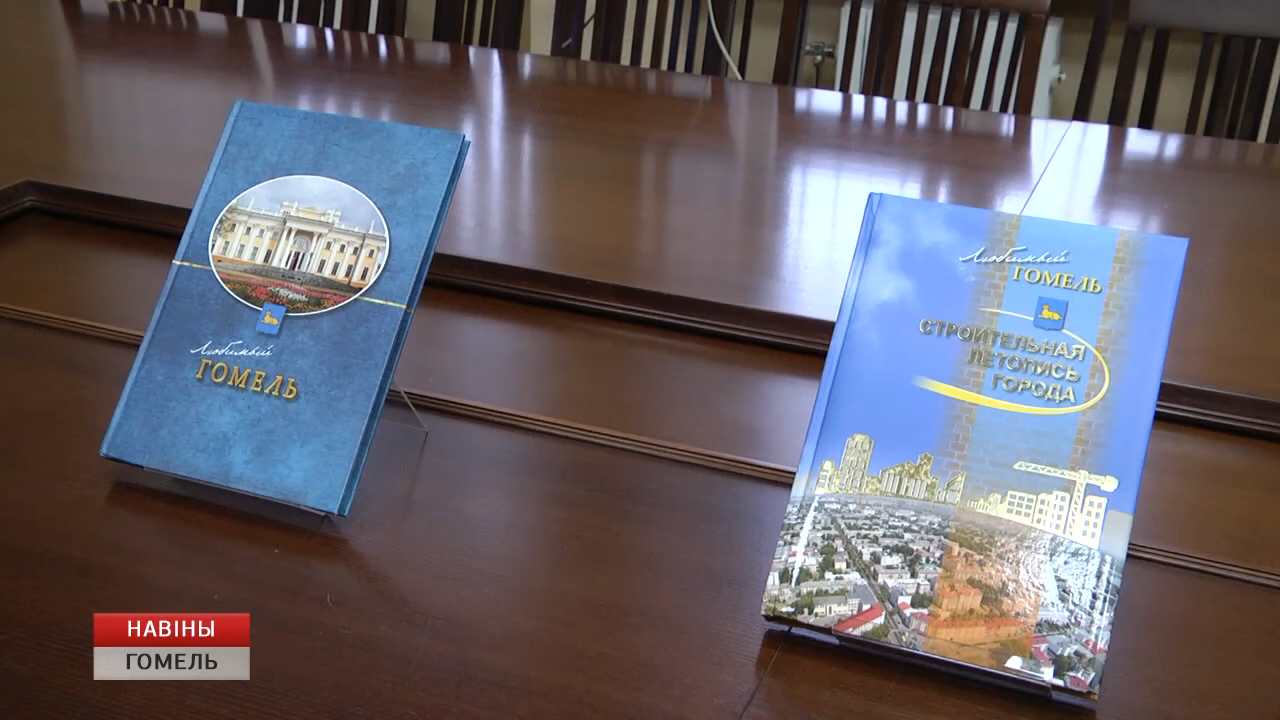 Любимый
ГОМЕЛЬ
Любимый
ГОМЕЛЬ
СТРОИТЕЛЬНАЯ
ЛЕТОПИСЬ
ГОРОДА
НАВІНЫ
ГОМЕЛЬ